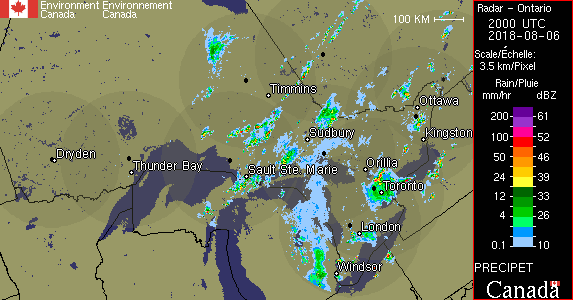 Environment Environnement
Canada Canada
100 KM
Radar - Ontario
2000 UTC
2018-08-06
Scale/Échelle:
3.5 km/Pixel
Rain/Pluie
mm/hr dBZ
200 61
100 52
50 46
24 39
12 33
4 26
0.1 10
PRECIPET
Canada
Timmins
Ottawa
Sudbury
Kingston
Dryden
Thunder Bay
Sault Ste. Marie
Orillia
Toronto
London
Windsor